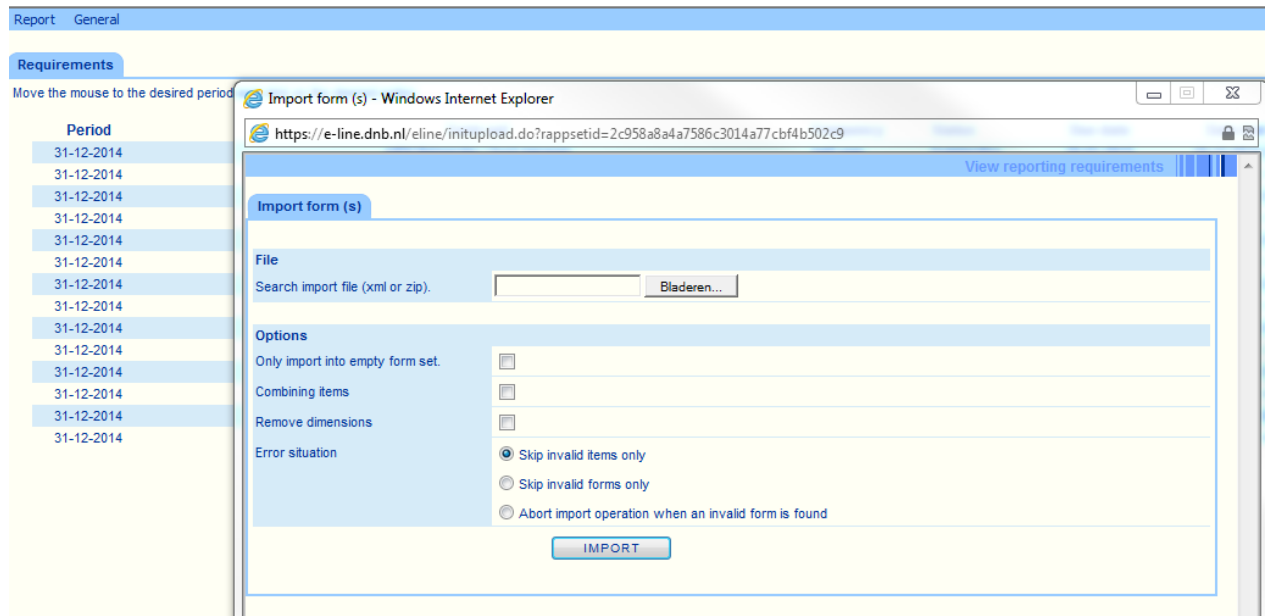 Report General
Requirements
Move the mouse to the desired period
Period
31-12-2014
31-12-2014
31-12-2014
31-12-2014
31-12-2014
31-12-2014
31-12-2014
31-12-2014
31-12-2014
31-12-2014
31-12-2014
31-12-2014
31-12-2014
31-12-2014
Import form (s) - Windows Internet Explorer
https://e-line.dnb.nl/eline/initupload.do?rappsetid=2c958a8a4a7586c3014a77cbf4b502c9
View reporting requirements
Import form (s)
File
Search import file (xml or zip). Bladeren...
Options
Only import into empty form set.
Combining items
Remove dimensions
Error situation Skip invalid items only
Skip invalid forms only
Abort import operation when an invalid form is found
IMPORT